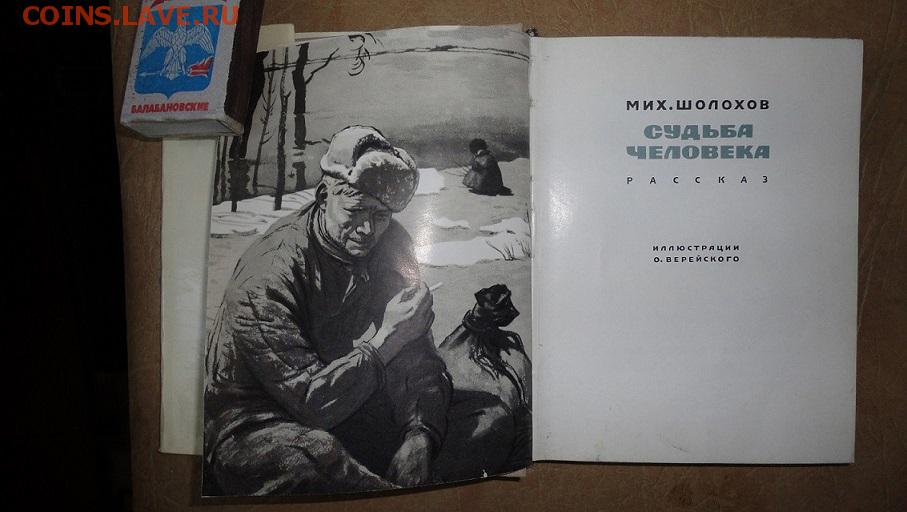 COINS.LAVE.RU
БАЛАБАНОВСКИЕ
МИХ.ШОЛОХОВ
СУДЬБА
ЧЕЛОВЕКА
РАССКАЗ
ИЛЛЮСТРАЦИИ
О.ВЕРЕЙСКОГО